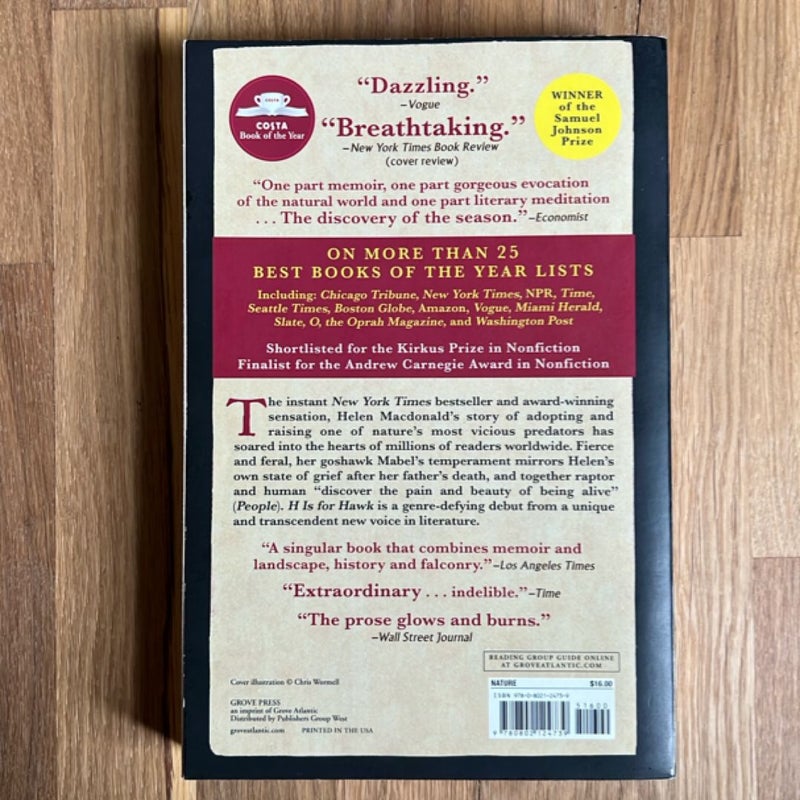 “Dazzling.”
–Vogue
COSTA
COSTA
Book of the Year
WINNER
of the
Samuel
Johnson
Prize
“Breathtaking.”
–New York Times Book Review
(cover review)
“One part memoir, one part gorgeous evocation
of the natural world and one part literary meditation
. . . The discovery of the season.”–Economist
ON MORE THAN 25
BEST BOOKS OF THE YEAR LISTS
Including: Chicago Tribune, New York Times, NPR, Time,
Seattle Times, Boston Globe, Amazon, Vogue, Miami Herald,
Slate, O, the Oprah Magazine, and Washington Post
Shortlisted for the Kirkus Prize in Nonfiction
Finalist for the Andrew Carnegie Award in Nonfiction
The instant New York Times bestseller and award-winning
sensation, Helen Macdonald’s story of adopting and
raising one of nature’s most vicious predators has
soared into the hearts of millions of readers worldwide. Fierce
and feral, her goshawk Mabel’s temperament mirrors Helen’s
own state of grief after her father’s death, and together raptor
and human “discover the pain and beauty of being alive”
(People). H Is for Hawk is a genre-defying debut from a unique
and transcendent new voice in literature.
“A singular book that combines memoir and
landscape, history and falconry.”–Los Angeles Times
“Extraordinary . . . indelible.”–Time
“The prose glows and burns.”
–Wall Street Journal
READING GROUP GUIDE ONLINE
AT GROVEATLANTIC.COM
Cover illustration © Chris Wormell
GROVE PRESS
an imprint of Grove Atlantic
Distributed by Publishers Group West
groveatlantic.com PRINTED IN THE USA
NATURE $16.00
ISBN 978-0-8021-2475-9
51600
9 780802 124739